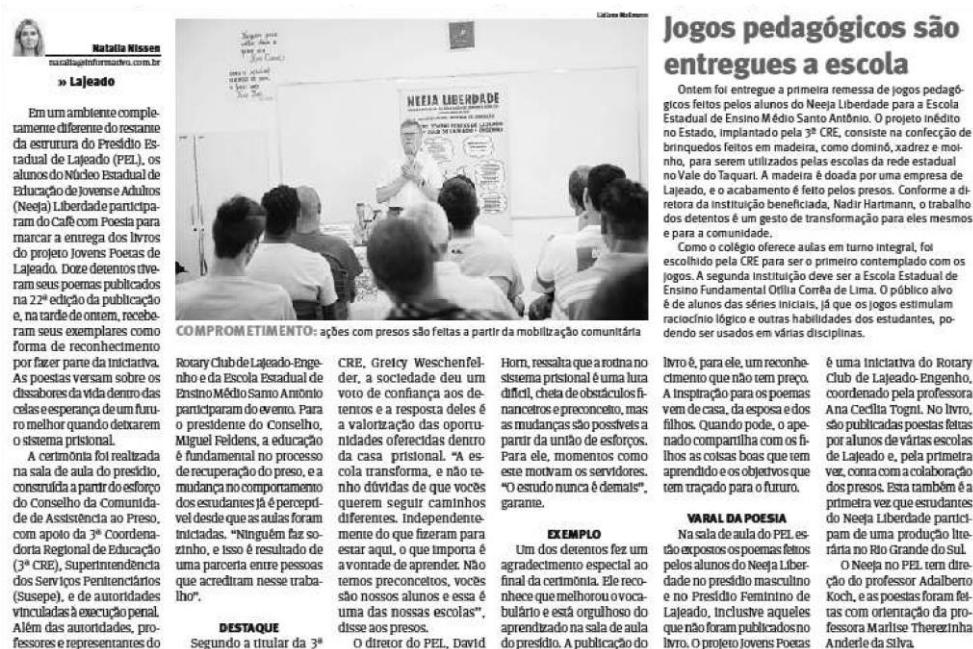 Lidiane Mallmann
Natalia Nissen
natalia@informativo.com.br
» Lajeado
Em um ambiente comple-
tamente diferente do restante
da estrutura do Presídio Es-
tadual de Lajeado (PEL), os
alunos do Núcleo Estadual de
Educação de Jovens e Adultos
(Neeja) Liberdade participa-
ram do Café com Poesia para
marcar a entrega dos livros
do projeto Jovens Poetas de
Lajeado. Doze detentos tive-
ram seus poemas publicados
na 22ª edição da publicação
e, na tarde de ontem, recebe-
ram seus exemplares como
forma de reconhecimento
por fazer parte da iniciativa.
As poesias versam sobre os
dissabores da vida dentro das
celas e esperança de um futu-
ro melhor quando deixarem
o sistema prisional.
A cerimônia foi realizada
na sala de aula do presídio,
construída a partir do esforço
do Conselho da Comunida-
de de Assistência ao Preso,
com apoio da 3ª Coordena-
doria Regional de Educação
(3ª CRE), Superintendência
dos Serviços Penitenciários
(Susepe), e de autoridades
vinculadas à execução penal.
Além das autoridades, pro-
fessores e representantes do
NEEJA LIBERDADE
COMPROMETIMENTO: ações com presos são feitas a partir da mobilização comunitária
Rotary Club de Lajeado-Enge-
nho e da Escola Estadual de
Ensino Médio Santo Antônio
participaram do evento. Para
o presidente do Conselho,
Miguel Feldens, a educação
é fundamental no processo
de recuperação do preso, e a
mudança no comportamento
dos estudantes já é perceptí-
vel desde que as aulas foram
iniciadas. “Ninguém faz so-
zinho, e isso é resultado de
uma parceria entre pessoas
que acreditam nesse traba-
lho”.
DESTAQUE
Segundo a titular da 3ª
CRE, Greicy Weschenfel-
der, a sociedade deu um
voto de confiança aos de-
tentos e a resposta deles é
a valorização das oportu-
nidades oferecidas dentro
da casa prisional. “A es-
cola transforma, e não te-
nho dúvidas de que vocês
querem seguir caminhos
diferentes. Independente-
mente do que fizeram para
estar aqui, o que importa é
a vontade de aprender. Não
temos preconceitos, vocês
são nossos alunos e essa é
uma das nossas escolas”,
disse aos presos.
O diretor do PEL, David
Horn, ressalta que a rotina no
sistema prisional é uma luta
difícil, cheia de obstáculos fi-
nanceiros e preconceito, mas
as mudanças são possíveis a
partir da união de esforços.
Para ele, momentos como
este motivam os servidores.
“O estudo nunca é demais”,
garante.
EXEMPLO
Um dos detentos fez um
agradecimento especial ao
final da cerimônia. Ele reco-
nhece que melhorou o voca-
bulário e está orgulhoso do
aprendizado na sala de aula
do presídio. A publicação do
livro é, para ele, um reconhe-
cimento que não tem preço.
A inspiração para os poemas
vem de casa, da esposa e dos
filhos. Quando pode, o ape-
nado compartilha com os fi-
lhos as coisas boas que tem
aprendido e os objetivos que
tem traçado para o futuro.
VARAL DA POESIA
Na sala de aula do PEL es-
tão expostos os poemas feitos
pelos alunos do Neeja Liber-
dade no presídio masculino
e no Presídio Feminino de
Lajeado, inclusive aqueles
que não foram publicados no
livro. O projeto Jovens Poetas
é uma iniciativa do Rotary
Club de Lajeado-Engenho,
coordenado pela professora
Ana Cecília Togni. No livro,
são publicadas poesias feitas
por alunos de várias escolas
de Lajeado e, pela primeira
vez, conta com a colaboração
dos presos. Esta também é a
primeira vez que estudantes
do Neeja Liberdade partici-
pam de uma produção lite-
rária no Rio Grande do Sul.
O Neeja no PEL tem dire-
ção do professor Adalberto
Koch, e as poesias foram fei-
tas com orientação da pro-
fessora Marlise Therezinha
Anderle da Silva.
Jogos pedagógicos são
entregues a escola
Ontem foi entregue a primeira remessa de jogos pedagó-
gicos feitos pelos alunos do Neeja Liberdade para a Escola
Estadual de Ensino Médio Santo Antônio. O projeto inédito
no Estado, implantado pela 3ª CRE, consiste na confecção de
brinquedos feitos em madeira, como dominó, xadrez e moi-
nho, para serem utilizados pelas escolas da rede estadual
no Vale do Taquari. A madeira é doada por uma empresa de
Lajeado, e o acabamento é feito pelos presos. Conforme a di-
retora da instituição beneficiada, Nadir Hartmann, o trabalho
dos detentos é um gesto de transformação para eles mesmos
e para a comunidade.
Como o colégio oferece aulas em turno integral, foi
escolhido pela CRE para ser o primeiro contemplado com os
jogos. A segunda instituição deve ser a Escola Estadual de
Ensino Fundamental Otília Corrêa de Lima. O público alvo
é de alunos das séries iniciais, já que os jogos estimulam
raciocínio lógico e outras habilidades dos estudantes, po-
dendo ser usados em várias disciplinas.